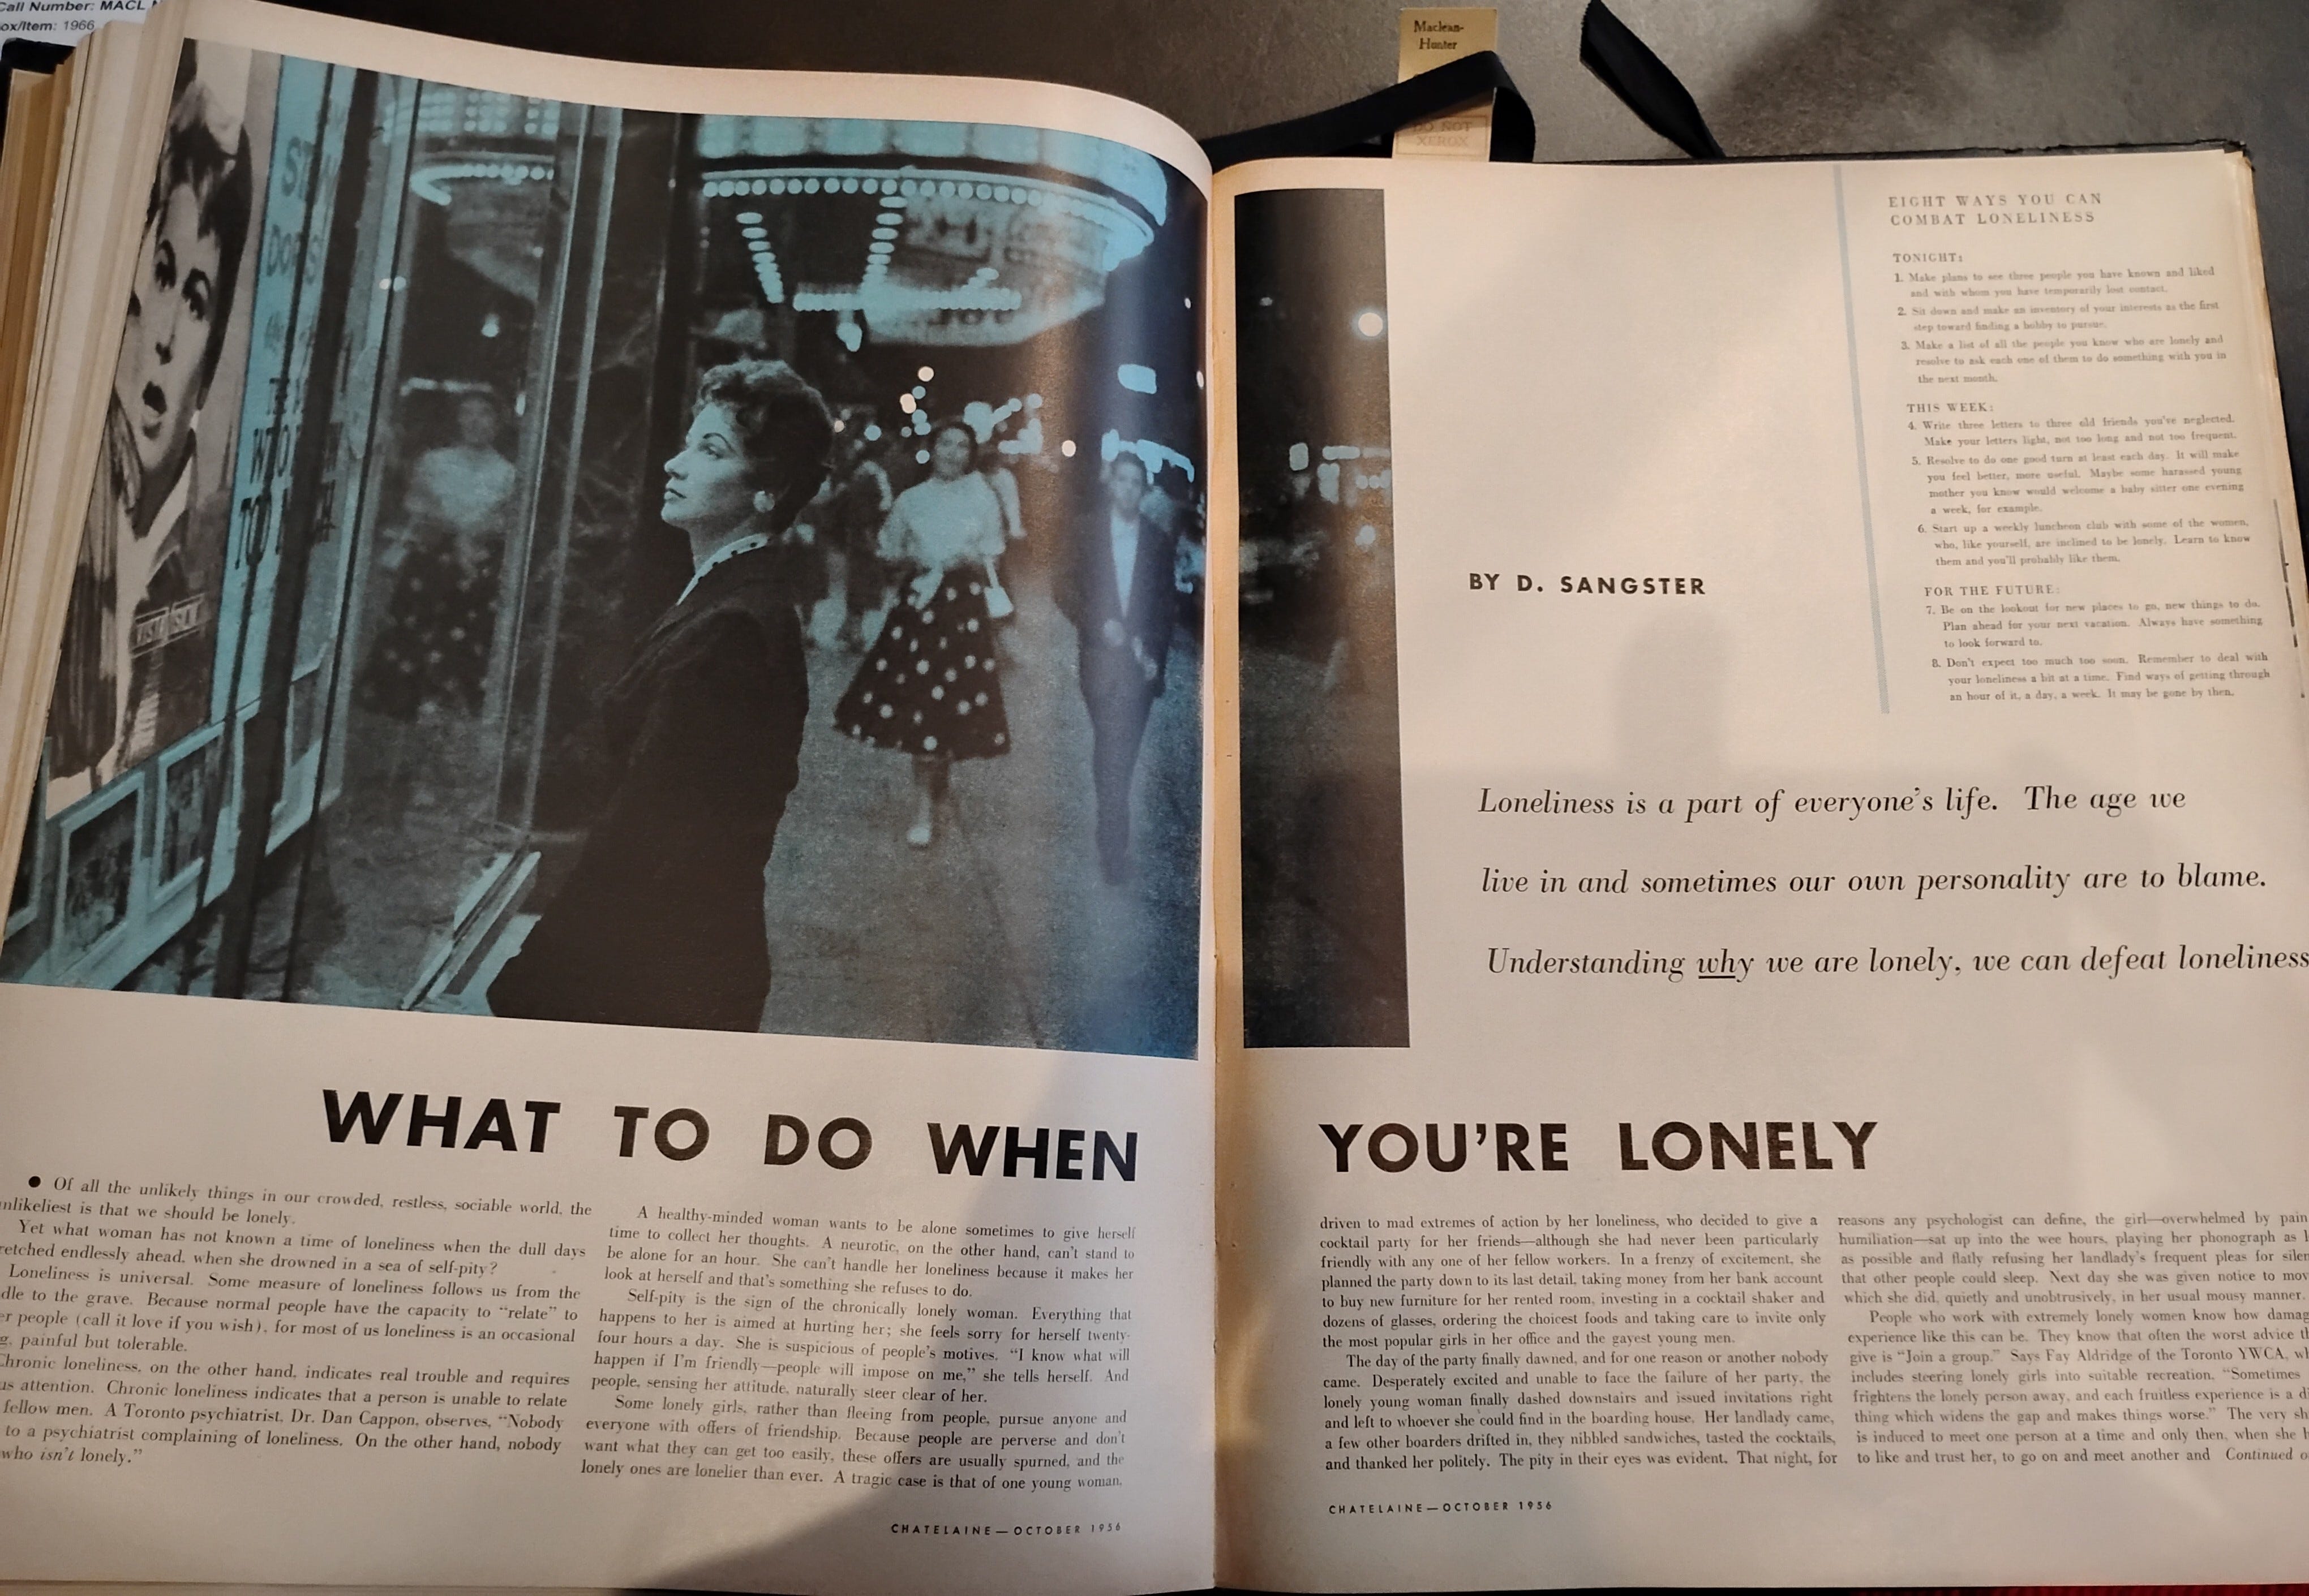 Call Number: MACL
ox/Item: 1966
Maclean-
Hunter
DO NOT
XEROX
VISTAVISION
EIGHT WAYS YOU CAN
COMBAT LONELINESS
TONIGHT:
1. Make plans to see three people you have known and liked
and with whom you have temporarily lost contact.
2. Sit down and make an inventory of your interests as the first
step toward finding a hobby to pursue.
3. Make a list of all the people you know who are lonely and
resolve to ask each one of them to do something with you in
the next month.
THIS WEEK:
4. Write three letters to three old friends you've neglected.
Make your letters light, not too long and not too frequent.
5. Resolve to do one good turn at least each day. It will make
you feel better, more useful. Maybe some harassed young
mother you know would welcome a baby sitter one evening
a week, for example.
6. Start up a weekly luncheon club with some of the women,
who, like yourself, are inclined to be lonely. Learn to know
them and you'll probably like them.
FOR THE FUTURE:
7. Be on the lookout for new places to go, new things to do.
Plan ahead for your next vacation. Always have something
to look forward to.
8. Don't expect too much too soon. Remember to deal with
your loneliness a bit at a time. Find ways of getting through
an hour of it, a day, a week. It may be gone by then.
BY D. SANGSTER
Loneliness is a part of everyone's life. The age we
live in and sometimes our own personality are to blame.
Understanding why we are lonely, we can defeat loneliness
WHAT TO DO WHEN YOU'RE LONELY
● Of all the unlikely things in our crowded, restless, sociable world, the
nlikeliest is that we should be lonely.
Yet what woman has not known a time of loneliness when the dull days
retched endlessly ahead, when she drowned in a sea of self-pity?
Loneliness is universal. Some measure of loneliness follows us from the
dle to the grave. Because normal people have the capacity to "relate" to
er people (call it love if you wish), for most of us loneliness is an occasional
g, painful but tolerable.
Chronic loneliness, on the other hand, indicates real trouble and requires
us attention. Chronic loneliness indicates that a person is unable to relate
fellow men. A Toronto psychiatrist, Dr. Dan Cappon, observes, "Nobody
to a psychiatrist complaining of loneliness. On the other hand, nobody
who isn't lonely."
A healthy-minded woman wants to be alone sometimes to give herself
time to collect her thoughts. A neurotic, on the other hand, can't stand to
be alone for an hour. She can't handle her loneliness because it makes her
look at herself and that's something she refuses to do.
Self-pity is the sign of the chronically lonely woman. Everything that
happens to her is aimed at hurting her; she feels sorry for herself twenty-
four hours a day. She is suspicious of people's motives. "I know what will
happen if I'm friendly—people will impose on me," she tells herself. And
people, sensing her attitude, naturally steer clear of her.
Some lonely girls, rather than fleeing from people, pursue anyone and
everyone with offers of friendship. Because people are perverse and don't
want what they can get too easily, these offers are usually spurned, and the
lonely ones are lonelier than ever. A tragic case is that of one young woman,
CHATELAINE—OCTOBER 1956
driven to mad extremes of action by her loneliness, who decided to give a
cocktail party for her friends—although she had never been particularly
friendly with any one of her fellow workers. In a frenzy of excitement, she
planned the party down to its last detail, taking money from her bank account
to buy new furniture for her rented room, investing in a cocktail shaker and
dozens of glasses, ordering the choicest foods and taking care to invite only
the most popular girls in her office and the gayest young men.
The day of the party finally dawned, and for one reason or another nobody
came. Desperately excited and unable to face the failure of her party, the
lonely young woman finally dashed downstairs and issued invitations right
and left to whoever she could find in the boarding house. Her landlady came,
a few other boarders drifted in, they nibbled sandwiches, tasted the cocktails,
and thanked her politely. The pity in their eyes was evident. That night, for
reasons any psychologist can define, the girl—overwhelmed by pain
humiliation—sat up into the wee hours, playing her phonograph as
as possible and flatly refusing her landlady's frequent pleas for silen
that other people could sleep. Next day she was given notice to mov
which she did, quietly and unobtrusively, in her usual mousy manner.
People who work with extremely lonely women know how damag
experience like this can be. They know that often the worst advice th
give is "Join a group." Says Fay Aldridge of the Toronto YWCA, wh
includes steering lonely girls into suitable recreation. "Sometimes
frightens the lonely person away, and each fruitless experience is a di
thing which widens the gap and makes things worse." The very sh
is induced to meet one person at a time and only then, when she
to like and trust her, to go on and meet another and Continued o
CHATELAINE—OCTOBER 1956